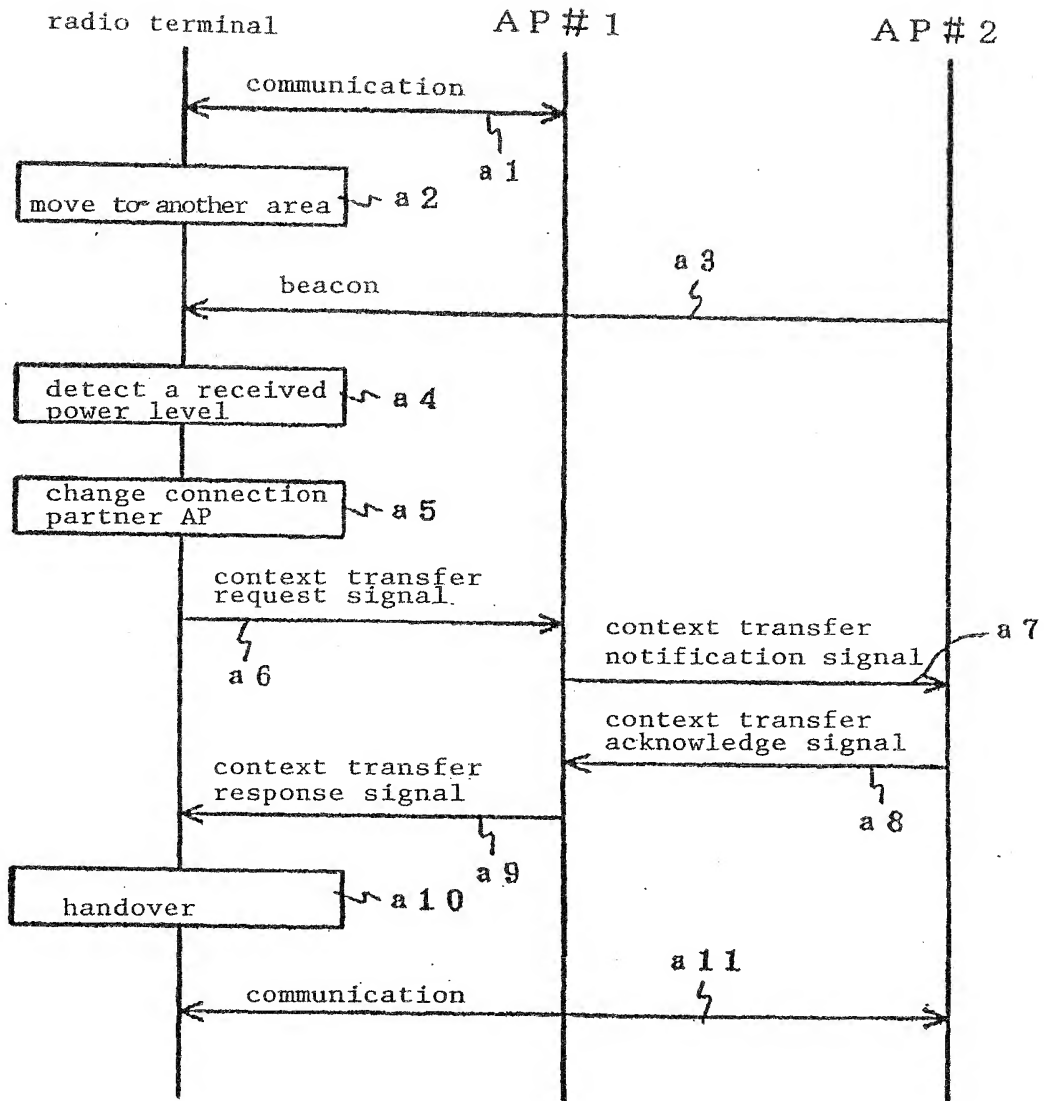 radio terminal
AP#1
AP#2
communication
a1
move to another area
a2
a3
beacon
detect a received
power level
a4
change connection
partner AP
a5
context transfer
request signal
a6
context transfer
notification signal
a7
context transfer
acknowledge signal
a8
context transfer
response signal
a9
handover
a10
a11
communication